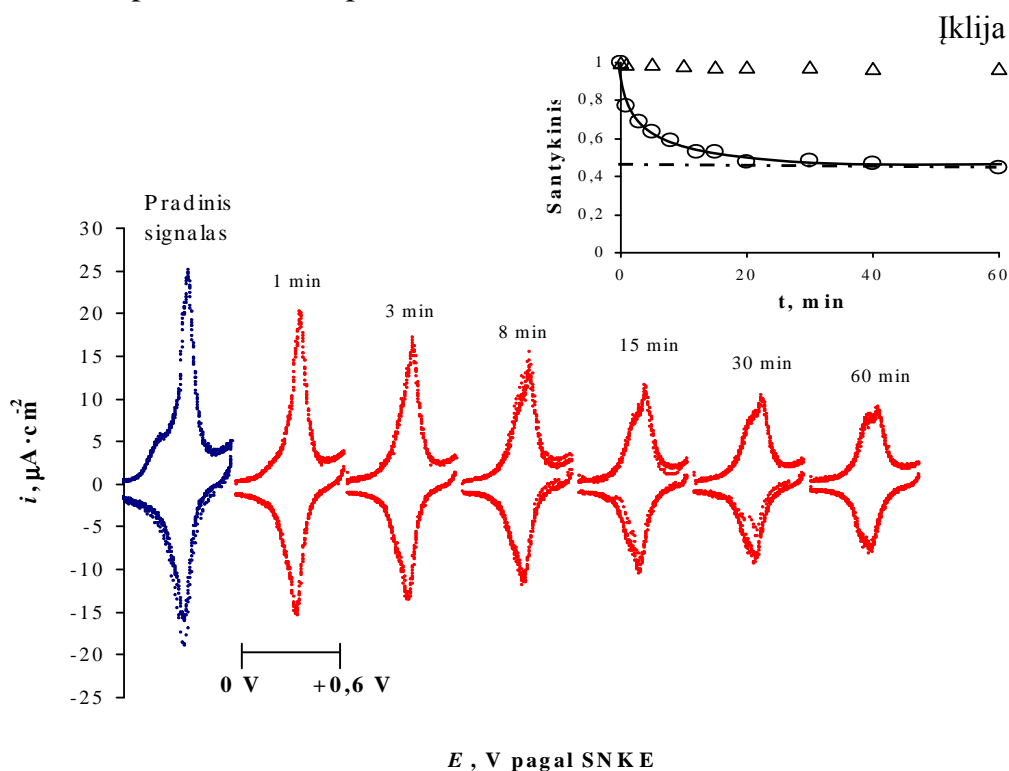 Įklija
Santykinis
1
0,8
0,6
0,4
0,2
0
0
20
40
60
t, min
Pradinis
signalas
1 min
3 min
8 min
15 min
30 min
60 min
i, µA·cm⁻²
30
25
20
15
10
5
0
-5
-10
-15
-20
-25
0 V
+0,6 V
E, V pagal SNKE